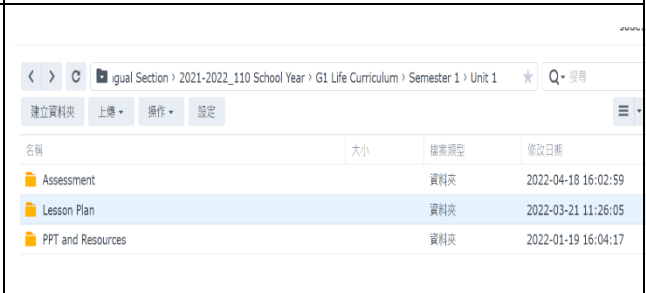 igual Section › 2021-2022_110 School Year › G1 Life Curriculum › Semester 1 › Unit 1 搜尋
建立資料夾 上傳 操作 設定
名稱 大小 檔案類型 修改日期
Assessment 資料夾 2022-04-18 16:02:59
Lesson Plan 資料夾 2022-03-21 11:26:05
PPT and Resources 資料夾 2022-01-19 16:04:17